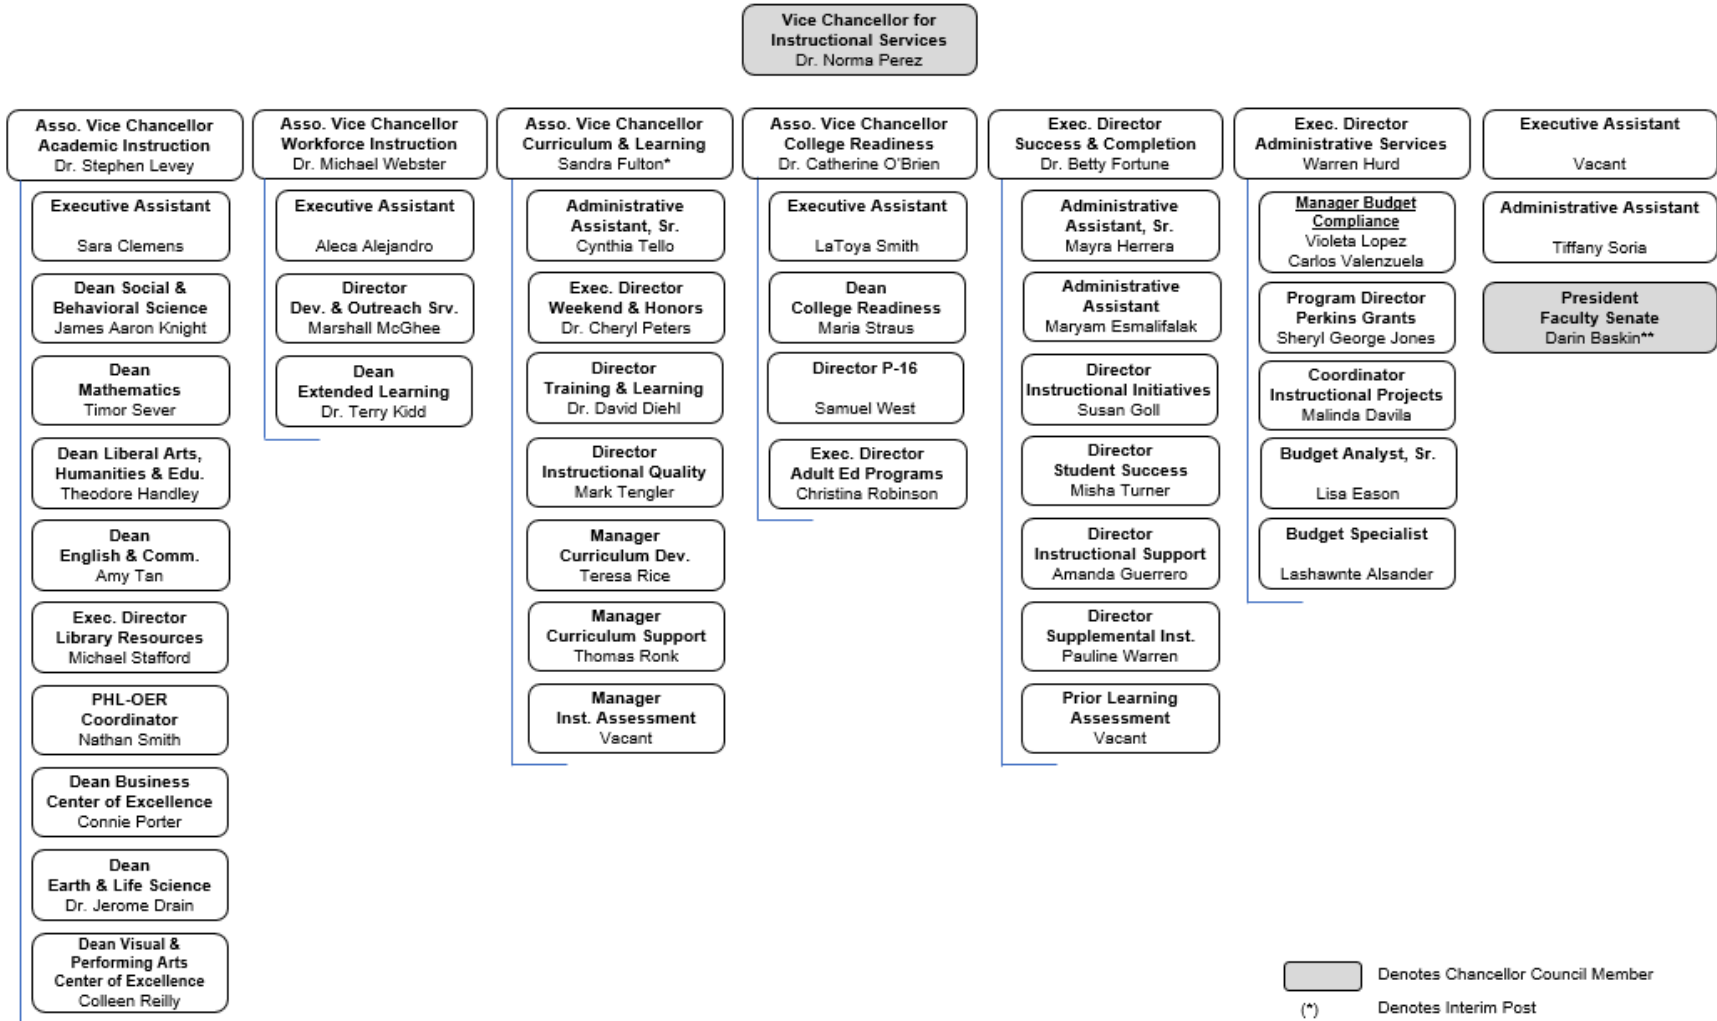 Vice Chancellor for
Instructional Services
Dr. Norma Perez
Asso. Vice Chancellor
Academic Instruction
Dr. Stephen Levey
Executive Assistant
Sara Clemens
Dean Social &
Behavioral Science
James Aaron Knight
Dean
Mathematics
Timor Sever
Dean Liberal Arts,
Humanities & Edu.
Theodore Handley
Dean
English & Comm.
Amy Tan
Exec. Director
Library Resources
Michael Stafford
PHL-OER
Coordinator
Nathan Smith
Dean Business
Center of Excellence
Connie Porter
Dean
Earth & Life Science
Dr. Jerome Drain
Dean Visual &
Performing Arts
Center of Excellence
Colleen Reilly
Asso. Vice Chancellor
Workforce Instruction
Dr. Michael Webster
Executive Assistant
Aleca Alejandro
Director
Dev. & Outreach Srv.
Marshall McGhee
Dean
Extended Learning
Dr. Terry Kidd
Asso. Vice Chancellor
Curriculum & Learning
Sandra Fulton*
Administrative
Assistant, Sr.
Cynthia Tello
Exec. Director
Weekend & Honors
Dr. Cheryl Peters
Director
Training & Learning
Dr. David Diehl
Director
Instructional Quality
Mark Tengler
Manager
Curriculum Dev.
Teresa Rice
Manager
Curriculum Support
Thomas Ronk
Manager
Inst. Assessment
Vacant
Asso. Vice Chancellor
College Readiness
Dr. Catherine O'Brien
Executive Assistant
LaToya Smith
Dean
College Readiness
Maria Straus
Director P-16
Samuel West
Exec. Director
Adult Ed Programs
Christina Robinson
Exec. Director
Success & Completion
Dr. Betty Fortune
Administrative
Assistant, Sr.
Mayra Herrera
Administrative
Assistant
Maryam Esmalifalak
Director
Instructional Initiatives
Susan Goll
Director
Student Success
Misha Turner
Director
Instructional Support
Amanda Guerrero
Director
Supplemental Inst.
Pauline Warren
Prior Learning
Assessment
Vacant
Exec. Director
Administrative Services
Warren Hurd
Manager Budget
Compliance
Violeta Lopez
Carlos Valenzuela
Program Director
Perkins Grants
Sheryl George Jones
Coordinator
Instructional Projects
Malinda Davila
Budget Analyst, Sr.
Lisa Eason
Budget Specialist
Lashawnte Alsander
Executive Assistant
Vacant
Administrative Assistant
Tiffany Soria
President
Faculty Senate
Darin Baskin**
Denotes Chancellor Council Member
(*) Denotes Interim Post